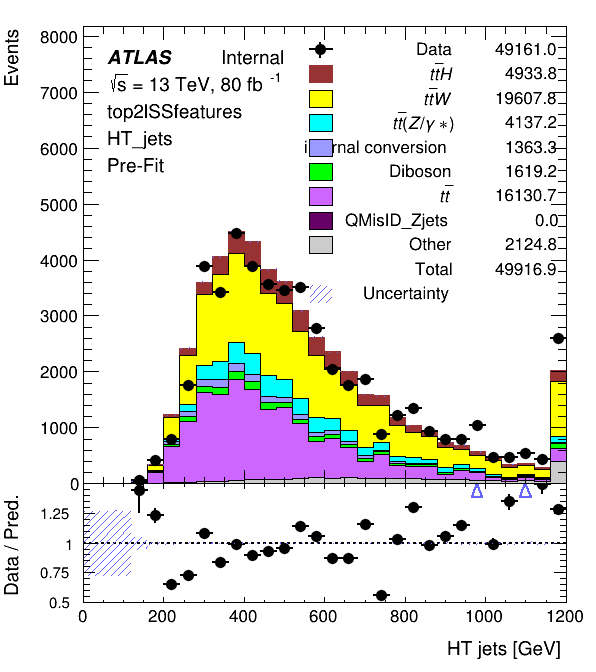 Events
8000
7000
6000
5000
4000
3000
2000
1000
0
ATLAS Internal
√s = 13 TeV, 80 fb -1
top2lSSfeatures
HT_jets
Pre-Fit
Data 49161.0
tt̄H 4933.8
tt̄W 19607.8
tt̄(Z/γ*) 4137.2
nal conversion 1363.3
Diboson 1619.2
tt̄ 16130.7
QMisID_Zjets 0.0
Other 2124.8
Total 49916.9
Uncertainty
Data / Pred.
1.25
1
0.75
0.5
0 200 400 600 800 1000 1200
HT jets [GeV]